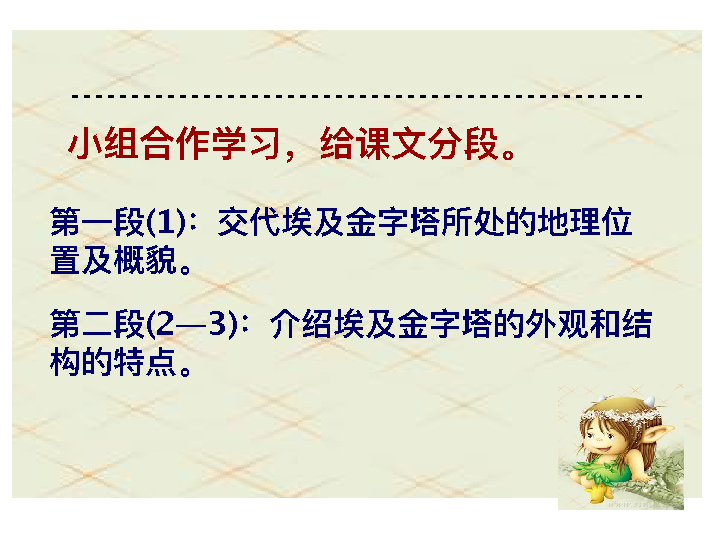 小组合作学习，给课文分段。
第一段(1)：交代埃及金字塔所处的地理位
置及概貌。
第二段(2—3)：介绍埃及金字塔的外观和结
构的特点。